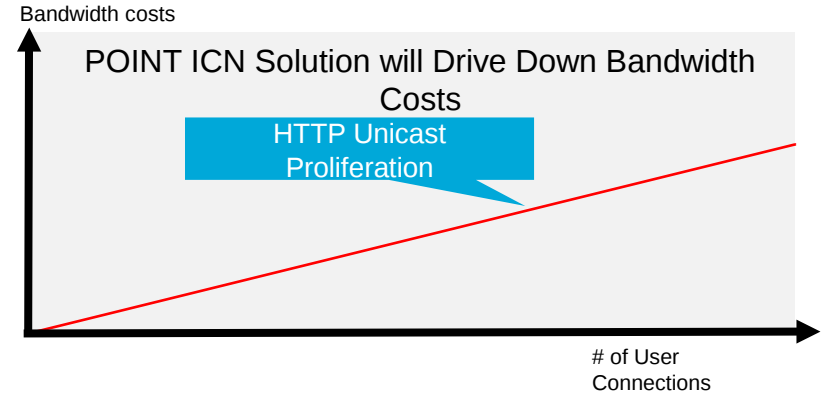 Bandwidth costs
POINT ICN Solution will Drive Down Bandwidth
Costs
HTTP Unicast
Proliferation
# of User
Connections